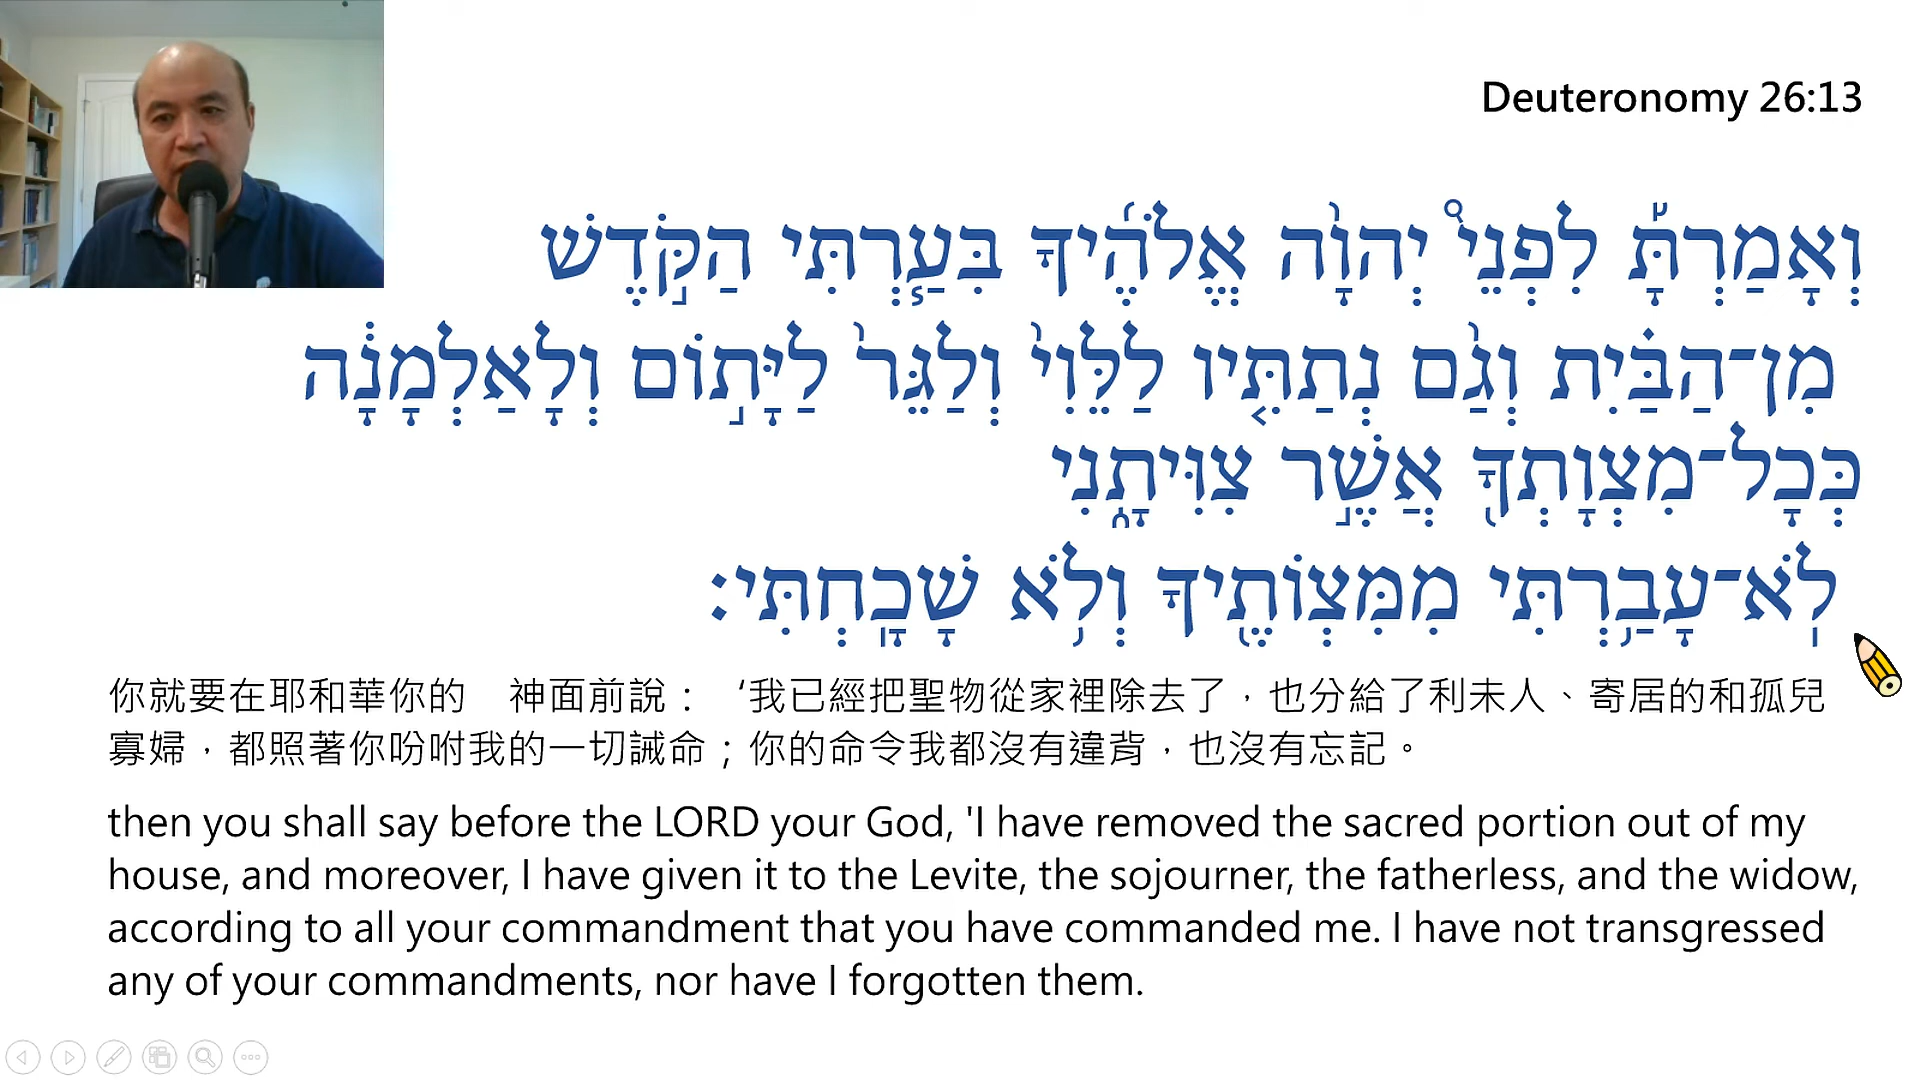 Deuteronomy 26:13
וְאָמַרְתָּ֡ לִפְנֵי֩ יְהוָ֨ה אֱלֹהֶ֜יךָ בִּעַ֧רְתִּי הַקֹּ֣דֶשׁ
מִן־הַבַּ֗יִת וְגַ֨ם נְתַתִּ֤יו לַלֵּוִי֙ וְלַגֵּר֙ לַיָּת֣וֹם וְלָאַלְמָנָ֔ה
כְּכָל־מִצְוָתְךָ֖ אֲשֶׁ֣ר צִוִּיתָ֑נִי
לֹֽא־עָבַ֥רְתִּי מִמִּצְוֺתֶ֖יךָ וְלֹ֥א שָׁכָֽחְתִּי׃
你就要在耶和華你的　神面前說：‘我已經把聖物從家裡除去了，也分給了利未人、寄居的和孤兒
寡婦，都照著你吩咐我的一切誡命；你的命令我都沒有違背，也沒有忘記。
then you shall say before the LORD your God, 'I have removed the sacred portion out of my
house, and moreover, I have given it to the Levite, the sojourner, the fatherless, and the widow,
according to all your commandment that you have commanded me. I have not transgressed
any of your commandments, nor have I forgotten them.